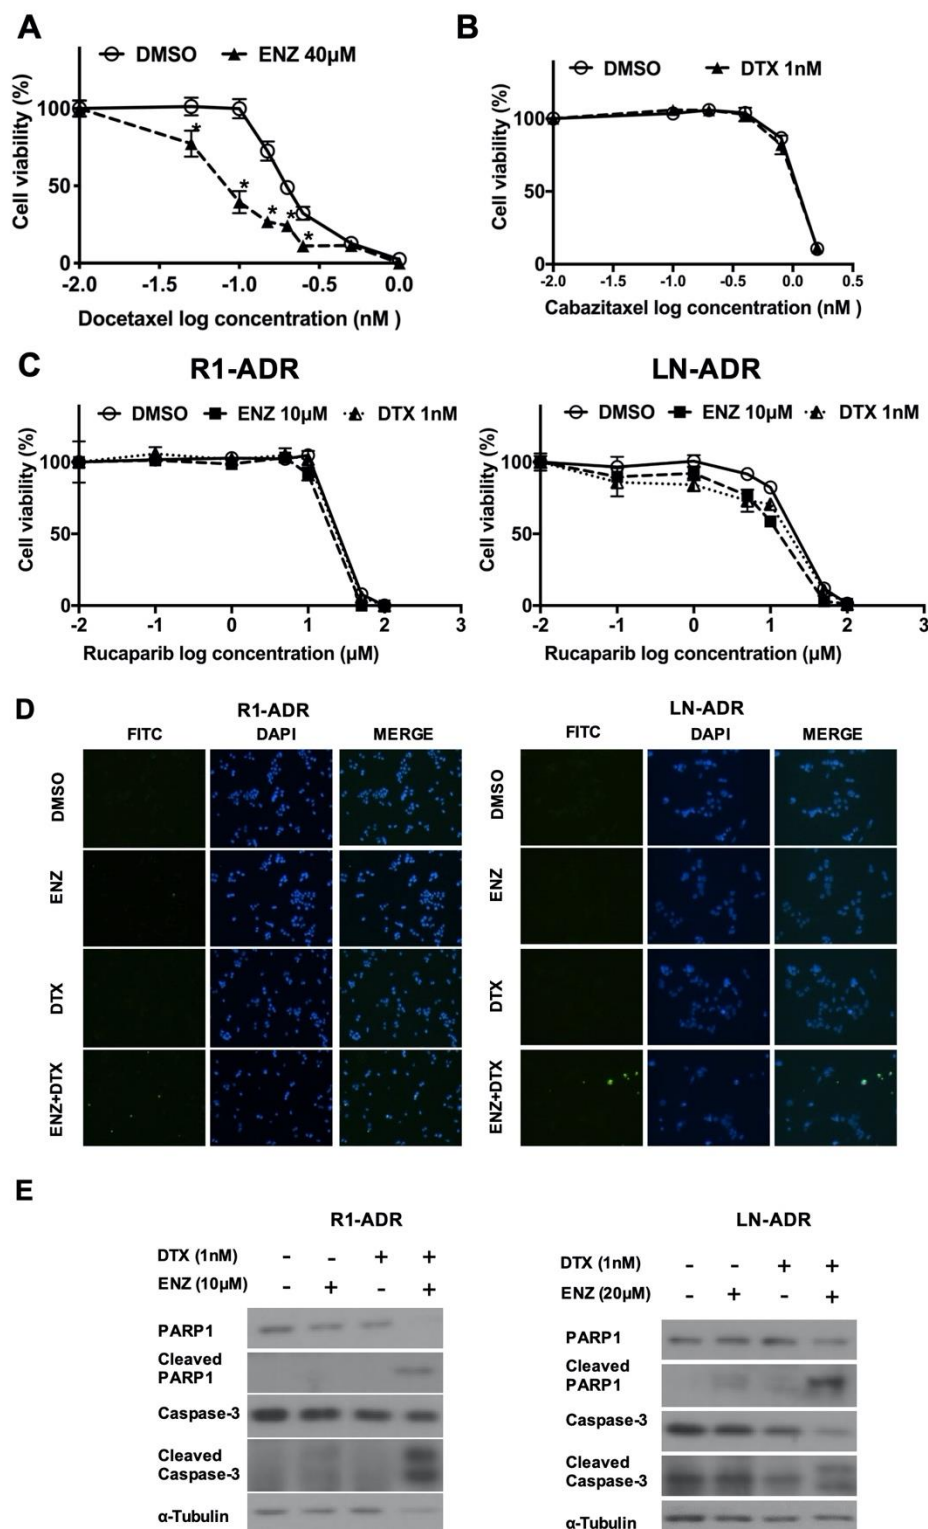 A
DMSO ENZ 40µM
Cell viability (%)
100
50
0
-2.0 -1.5 -1.0 -0.5 0.0
* * * * *
Docetaxel log concentration (nM )
B
DMSO DTX 1nM
Cell viability (%)
100
50
0
-2.0 -1.5 -1.0 -0.5 0.0 0.5
Cabazitaxel log concentration (nM )
C
R1-ADR
DMSO ENZ 10µM DTX 1nM
Cell viability (%)
100
50
0
-2 -1 0 1 2 3
Rucaparib log concentration (µM)
LN-ADR
DMSO ENZ 10µM DTX 1nM
Cell viability (%)
100
50
0
-2 -1 0 1 2 3
Rucaparib log concentration (µM)
D
R1-ADR
FITC DAPI MERGE
DMSO
ENZ
DTX
ENZ+DTX
LN-ADR
FITC DAPI MERGE
DMSO
ENZ
DTX
ENZ+DTX
E
R1-ADR
DTX (1nM) - - + +
ENZ (10µM) - + - +
PARP1
Cleaved
PARP1
Caspase-3
Cleaved
Caspase-3
α-Tubulin
LN-ADR
DTX (1nM) - - + +
ENZ (20µM) - + - +
PARP1
Cleaved
PARP1
Caspase-3
Cleaved
Caspase-3
α-Tubulin